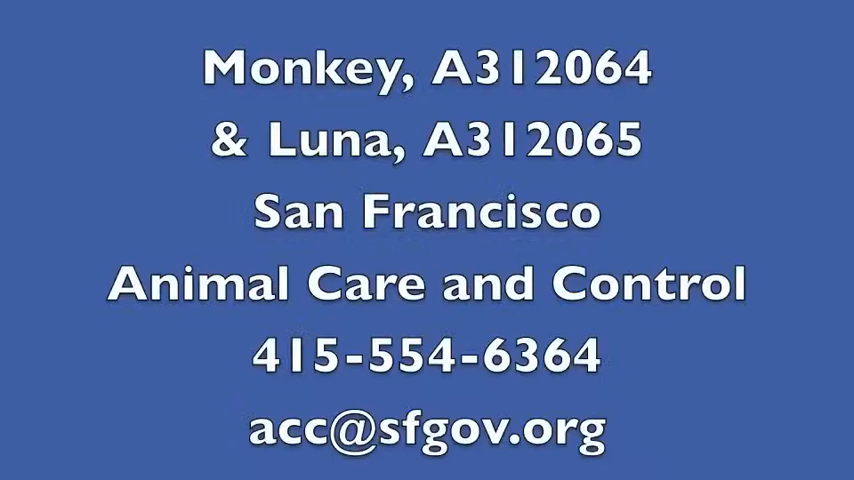 Monkey, A312064
& Luna, A312065
San Francisco
Animal Care and Control
415-554-6364
acc@sfgov.org